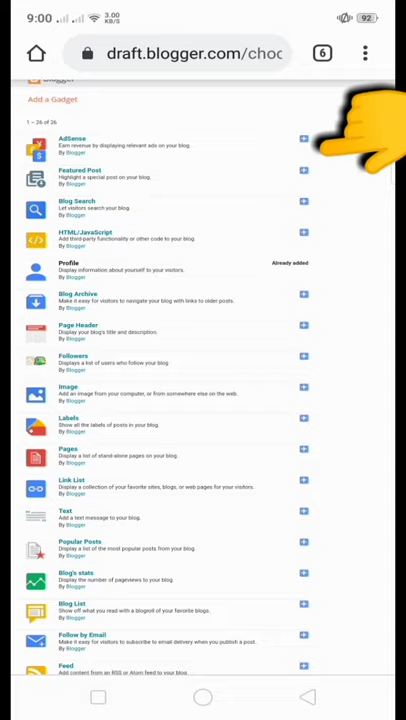 9:00
3.00
KB/S
92
draft.blogger.com/choc
6
Blogger
Add a Gadget
1 – 26 of 26
AdSense
Earn revenue by displaying relevant ads on your blog
By Blogger
Featured Post
Highlight a special post on your blog.
By Blogger
Blog Search
Let visitors search your blog.
By Blogger
HTML/JavaScript
Add third-party functionality or other code to your blog.
By Blogger
Profile
Display information about yourself to your visitors.
By Blogger
Already added
Blog Archive
Make it easy for visitors to navigate your blog with links to older posts.
By Blogger
Page Header
Display your blog's title and description.
By Blogger
Followers
Displays a list of users who follow your blog
By Blogger
Image
Add an image from your computer, or from somewhere else on the web.
By Blogger
Labels
Show all the labels of posts in your blog.
By Blogger
Pages
Display a list of stand-alone pages on your blog.
By Blogger
Link List
Display a collection of your favorite sites, blogs, or web pages for your visitors.
By Blogger
Text
Add a text message to your blog.
By Blogger
Popular Posts
Display a list of the most popular posts from your blog.
By Blogger
Blog's stats
Display the number of pageviews to your blog.
By Blogger
Blog List
Show off what you read with a blogroll of your favorite blogs.
By Blogger
Follow by Email
Make it easy for visitors to subscribe to email delivery when you publish a post.
By Blogger
Feed
Add content from an RSS or Atom feed to your blog.